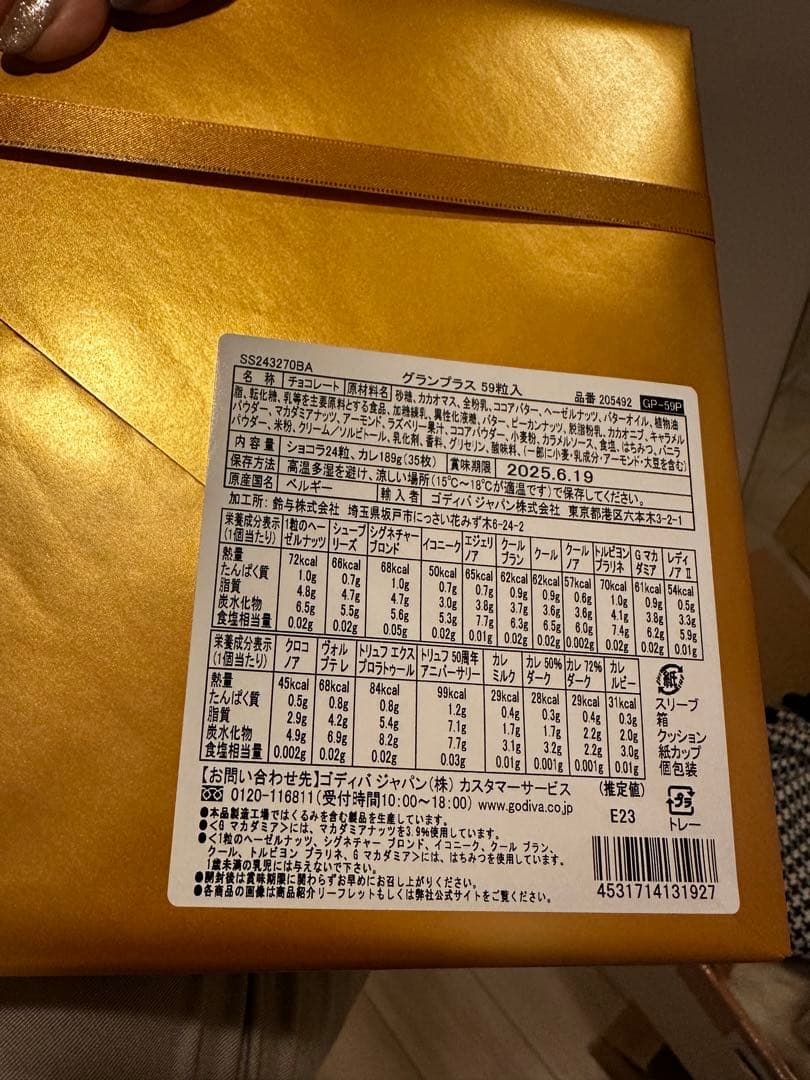 SS243270BA
グランプラス 59粒入
品番 205492 GP-59P
名 称 チョコレート 原材料名 砂糖、カカオマス、全粉乳、ココアバター、ヘーゼルナッツ、バターオイル、植物油
脂、転化糖、乳等を主要原料とする食品、加糖練乳、異性化液糖、バター、ピーカンナッツ、脱脂粉乳、カカオニブ、キャラメル
パウダー、マカダミアナッツ、アーモンド、ラズベリー果汁、ココアパウダー、小麦粉、カラメルソース、食塩、はちみつ、バニラ
パウダー、米粉、クリーム／ソルビトール、乳化剤、香料、グリセリン、酸味料、(一部に小麦・乳成分・アーモンド・大豆を含む)
内容量 ショコラ24粒、カレ189g(35枚) 賞味期限 2025.6.19
保存方法 高温多湿を避け、涼しい場所(15℃～18℃が適温です)で保存してください。
原産国名 ベルギー 輸入者 ゴディバ ジャパン株式会社 東京都港区六本木3-2-1
加工所: 鈴与株式会社 埼玉県坂戸市にっさい花みず木6-24-2
栄養成分表示(1個当たり) 1粒のヘーゼルナッツ シューブリーズ シグネチャーブロンド イコニーク エジェリノア クールブラン クール クールノア トルビヨンプラリネ G マカダミア レディノア Ⅱ
熱量 72kcal 66kcal 68kcal 50kcal 65kcal 62kcal 62kcal 57kcal 70kcal 61kcal 54kcal
たんぱく質 1.0g 0.7g 1.0g 0.7g 0.7g 0.9g 0.9g 0.6g 1.0g 0.9g 0.5g
脂質 4.8g 4.7g 4.7g 3.0g 3.8g 3.7g 3.6g 3.6g 4.1g 3.8g 3.3g
炭水化物 6.5g 5.5g 5.6g 5.3g 7.7g 6.3g 6.5g 6.0g 7.4g 6.2g 5.9g
食塩相当量 0.02g 0.02g 0.05g 0.02g 0.01g 0.02g 0.02g 0.002g 0.02g 0.02g 0.01g
栄養成分表示(1個当たり) クロコノア ヴォルプテレ トリュフ エクスプロラトゥール トリュフ 50周年アニバーサリー カレミルク カレ 50%ダーク カレ 72%ダーク カレルビー
熱量 45kcal 68kcal 84kcal 99kcal 29kcal 28kcal 29kcal 31kcal
たんぱく質 0.5g 0.8g 0.8g 1.2g 0.4g 0.3g 0.4g 0.3g
脂質 2.9g 4.2g 5.4g 7.1g 1.7g 1.7g 2.2g 2.0g
炭水化物 4.9g 6.9g 8.2g 7.7g 3.1g 3.2g 2.2g 3.0g
食塩相当量 0.002g 0.02g 0.02g 0.03g 0.01g 0.001g 0.001g 0.01g
紙
スリーブ
箱
クッション
紙カップ
個包装
(推定値)
【お問い合わせ先】ゴディバ ジャパン(株) カスタマーサービス
0120-116811(受付時間10:00～18:00) www.godiva.co.jp
E23
プラ
トレー
●本品製造工場ではくるみを含む製品を生産しています。
●＜G マカダミア＞には、マカダミアナッツを3.9%使用しています。
●＜1粒のヘーゼルナッツ、シグネチャー ブロンド、イコニーク、クール ブラン、
クール、トルビヨン プラリネ、G マカダミア＞には、はちみつを使用しています。
1歳未満の乳児には与えないで下さい。
●開封後は賞味期限に関わらずお早めにお召し上がりください。
●各商品の画像は商品紹介リーフレットもしくは弊社公式サイトをご覧ください。
4531714131927